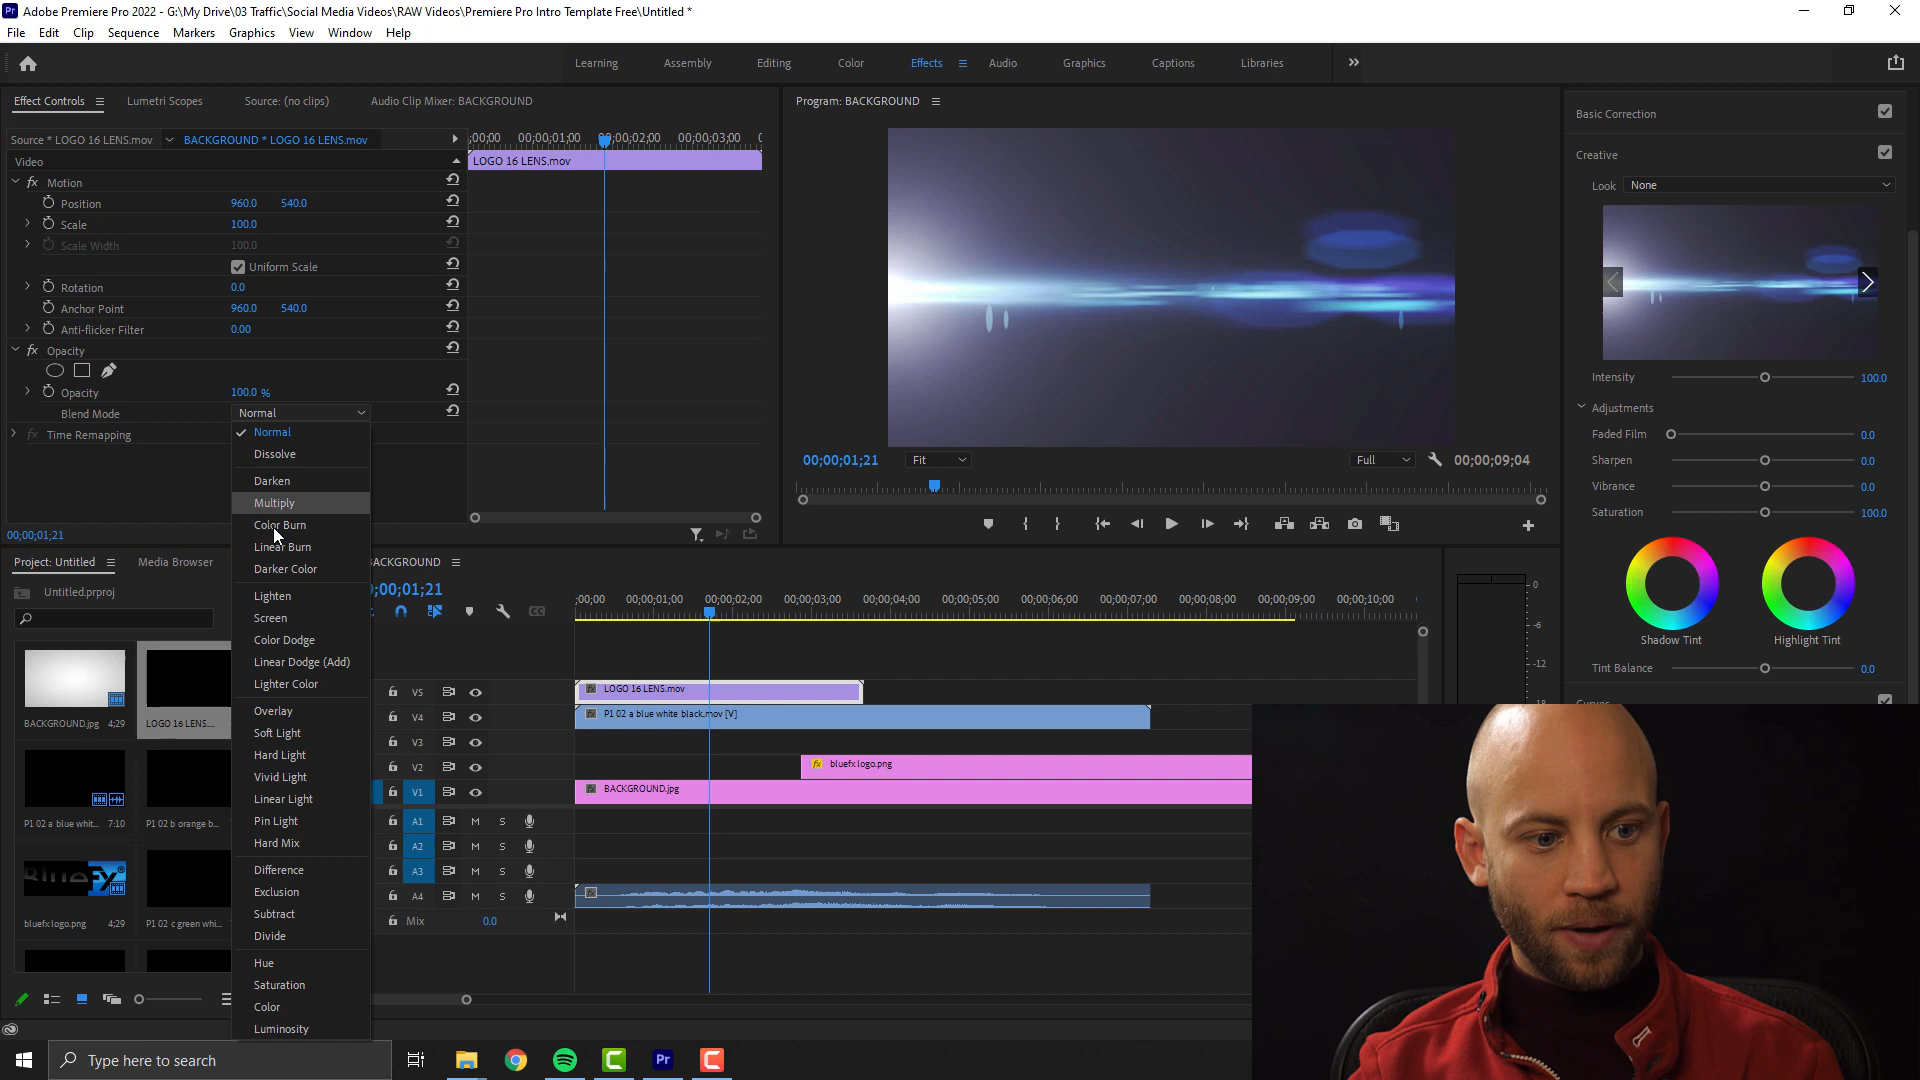 Adobe Premiere Pro 2022 - G:\My Drive\03 Traffic\Social Media Videos\RAW Videos\Premiere Pro Intro Template Free\Untitled *
File Edit Clip Sequence Markers Graphics View Window Help
Learning Assembly Editing Color Effects Audio Graphics Captions Libraries
Effect Controls Lumetri Scopes Source: (no clips) Audio Clip Mixer: BACKGROUND
Source * LOGO 16 LENS.mov BACKGROUND * LOGO 16 LENS.mov
;00;00 00;00;01;00 00;00;02;00 00;00;03;00
Video
LOGO 16 LENS.mov
fx Motion
Position 960.0 540.0
Scale 100.0
Scale Width 100.0
Uniform Scale
Rotation 0.0
Anchor Point 960.0 540.0
Anti-flicker Filter 0.00
fx Opacity
Opacity 100.0 %
Blend Mode Normal
fx Time Remapping
Normal
Dissolve
Darken
Multiply
Color Burn
Linear Burn
Darker Color
Lighten
Screen
Color Dodge
Linear Dodge (Add)
Lighter Color
Overlay
Soft Light
Hard Light
Vivid Light
Linear Light
Pin Light
Hard Mix
Difference
Exclusion
Subtract
Divide
Hue
Saturation
Color
Luminosity
00;00;01;21
Program: BACKGROUND
00;00;01;21 Fit Full 00;00;09;04
Basic Correction
Creative
Look None
Intensity 100.0
Adjustments
Faded Film 0.0
Sharpen 0.0
Vibrance 0.0
Saturation 100.0
Shadow Tint Highlight Tint
Tint Balance 0.0
Project: Untitled Media Browser
Untitled.prproj
BACKGROUND.jpg 4;29 LOGO 16 LENS....
P1 02 a blue whit... 7:10 P1 02 b orange b...
bluefx logo.png 4;29 P1 02 c green whi...
BACKGROUND
;00;01;21
;00;00 00;00;01;00 00;00;02;00 00;00;03;00 00;00;04;00 00;00;05;00 00;00;06;00 00;00;07;00 00;00;08;00 00;00;09;00 00;00;10;00
V5 LOGO 16 LENS.mov
V4 P1 02 a blue white black.mov [V]
V3
V2 fx bluefx logo.png
V1 BACKGROUND.jpg
A1 M S
A2 M S
A3 M S
A4 M S
Mix 0.0
0
-6
-12
Pr Type here to search